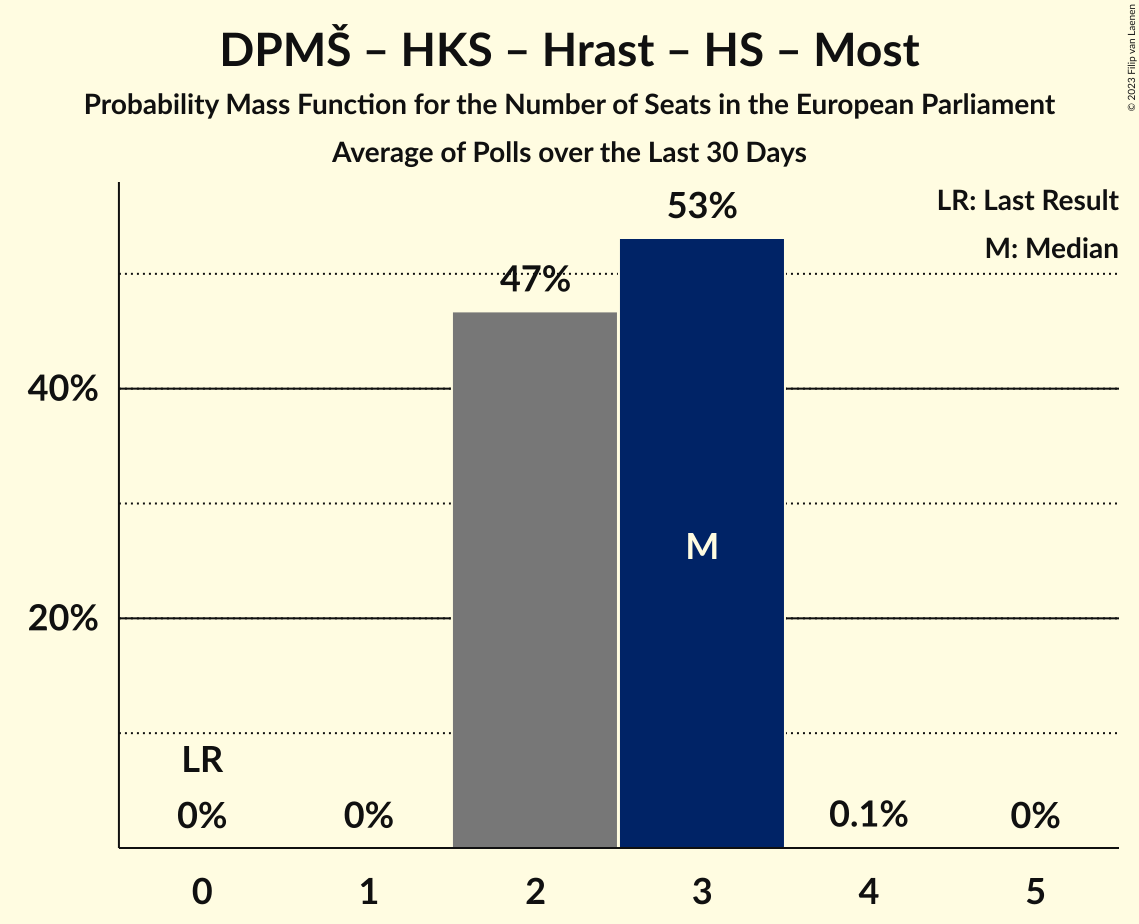 DPMŠ – HKS – Hrast – HS – Most
Probability Mass Function for the Number of Seats in the European Parliament
Average of Polls over the Last 30 Days
© 2023 Filip van Laenen
LR: Last Result
M: Median
53%
47%
40%
20%
M
LR
0%
0%
0.1%
0%
0
1
2
3
4
5